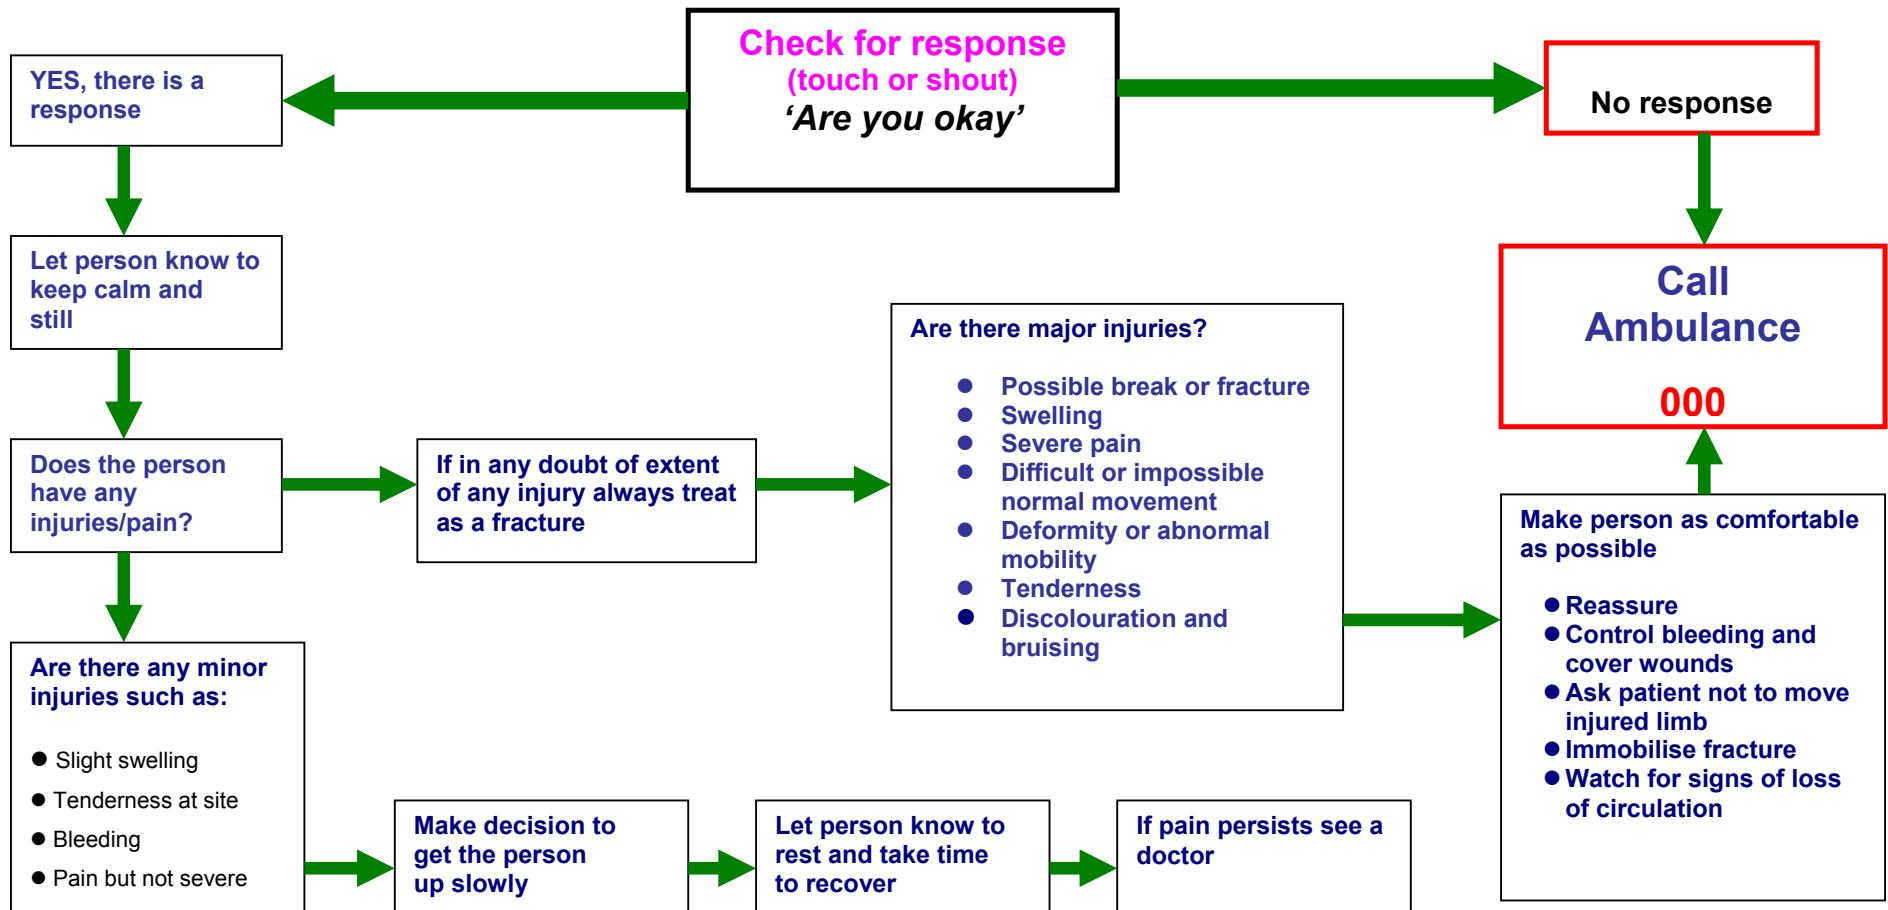 Check for response
(touch or shout)
‘Are you okay’
YES, there is a
response
No response
Let person know to
keep calm and
still
Call
Ambulance
000
Does the person
have any
injuries/pain?
If in any doubt of extent
of any injury always treat
as a fracture
Are there major injuries?
● Possible break or fracture
● Swelling
● Severe pain
● Difficult or impossible
normal movement
● Deformity or abnormal
mobility
● Tenderness
● Discolouration and
bruising
Make person as comfortable
as possible
● Reassure
● Control bleeding and
cover wounds
● Ask patient not to move
injured limb
● Immobilise fracture
● Watch for signs of loss
of circulation
Are there any minor
injuries such as:
● Slight swelling
● Tenderness at site
● Bleeding
● Pain but not severe
Make decision to
get the person
up slowly
Let person know to
rest and take time
to recover
If pain persists see a
doctor